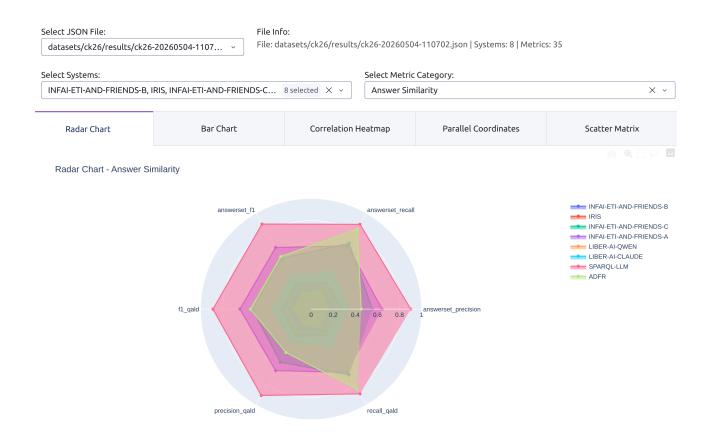 Select JSON File:
File Info:
datasets/ck26/results/ck26-20260504-1107...
File: datasets/ck26/results/ck26-20260504-110702.json | Systems: 8 | Metrics: 35
Select Systems:
Select Metric Category:
INFAI-ETI-AND-FRIENDS-B, IRIS, INFAI-ETI-AND-FRIENDS-C... 8 selected
Answer Similarity
Radar Chart
Bar Chart
Correlation Heatmap
Parallel Coordinates
Scatter Matrix
Radar Chart - Answer Similarity
answerset_f1
answerset_recall
f1_qald
0 0.2 0.4 0.6 0.8 1
answerset_precision
precision_qald
recall_qald
INFAI-ETI-AND-FRIENDS-B
IRIS
INFAI-ETI-AND-FRIENDS-C
INFAI-ETI-AND-FRIENDS-A
LIBER-AI-QWEN
LIBER-AI-CLAUDE
SPARQL-LLM
ADFR